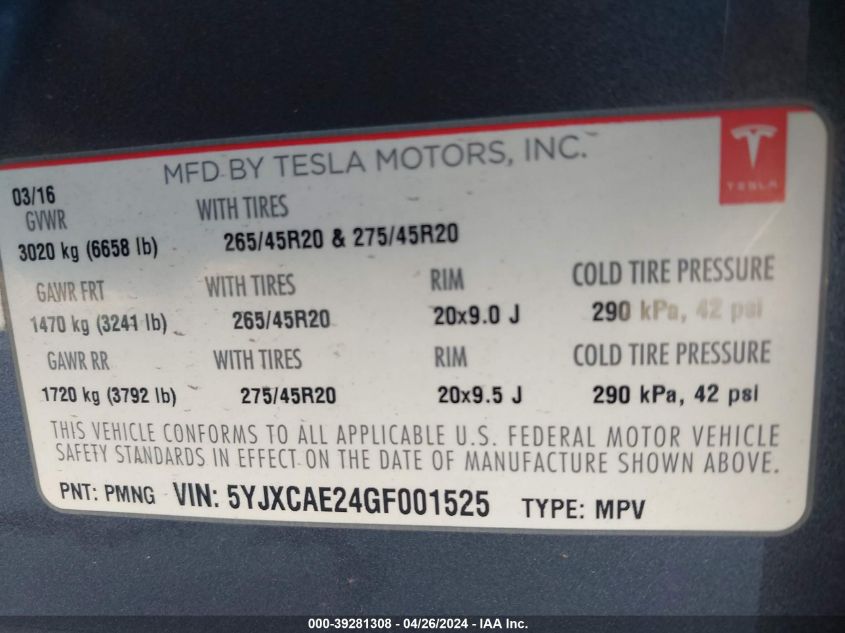 MFD BY TESLA MOTORS, INC.
TESLA
03/16
GVWR WITH TIRES
3020 kg (6658 lb) 265/45R20 & 275/45R20
GAWR FRT WITH TIRES RIM COLD TIRE PRESSURE
1470 kg (3241 lb) 265/45R20 20x9.0 J 290 kPa, 42 psi
GAWR RR WITH TIRES RIM COLD TIRE PRESSURE
1720 kg (3792 lb) 275/45R20 20x9.5 J 290 kPa, 42 psi
THIS VEHICLE CONFORMS TO ALL APPLICABLE U.S. FEDERAL MOTOR VEHICLE
SAFETY STANDARDS IN EFFECT ON THE DATE OF MANUFACTURE SHOWN ABOVE.
PNT: PMNG VIN: 5YJXCAE24GF001525 TYPE: MPV
000-39281308 - 04/26/2024 - IAA Inc.